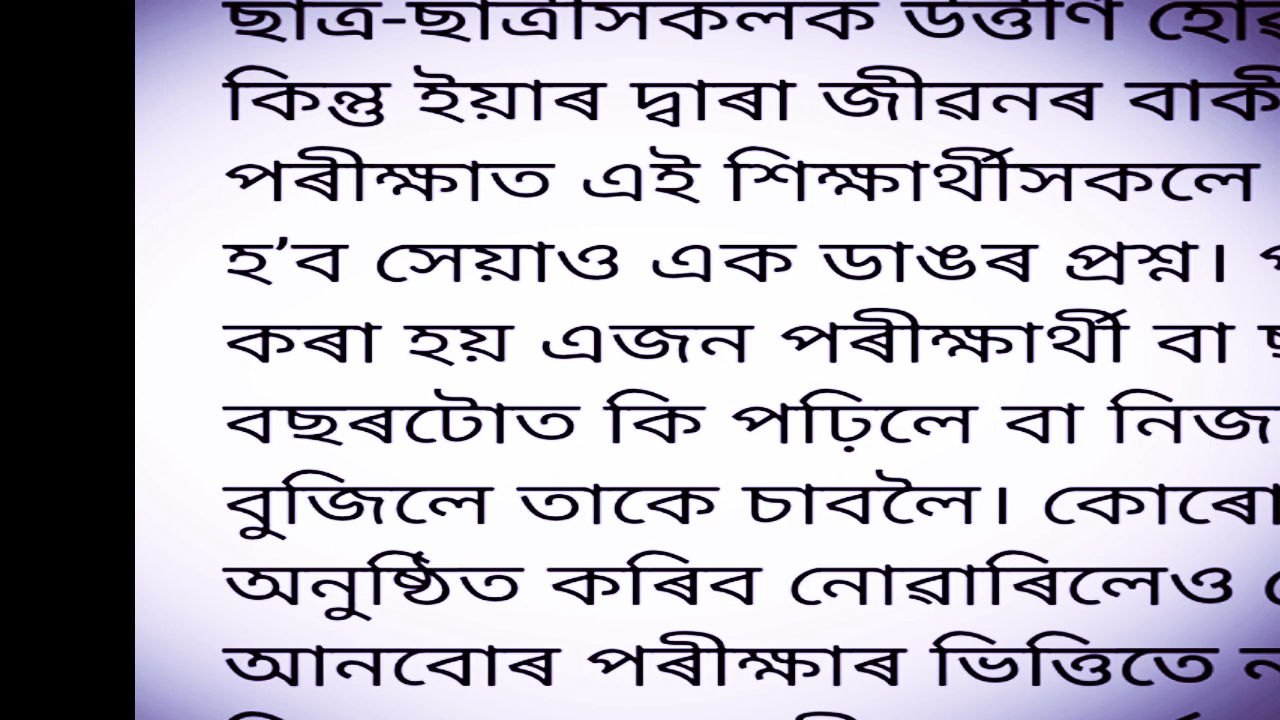 ছাত্ৰ-ছাত্ৰীসকলক উত্তীৰ্ণ
কিন্তু ইয়াৰ দ্বাৰা জীৱনৰ বাকী
পৰীক্ষাত এই শিক্ষাৰ্থীসকলে
হ’ব সেয়াও এক ডাঙৰ প্ৰশ্ন।
কৰা হয় এজন পৰীক্ষাৰ্থী বা
বছৰটোত কি পঢ়িলে বা নিজ
বুজিলে তাকে চাবলৈ। কোৰো
অনুষ্ঠিত কৰিব নোৱাৰিলেও
আনবোৰ পৰীক্ষাৰ ভিত্তিতে